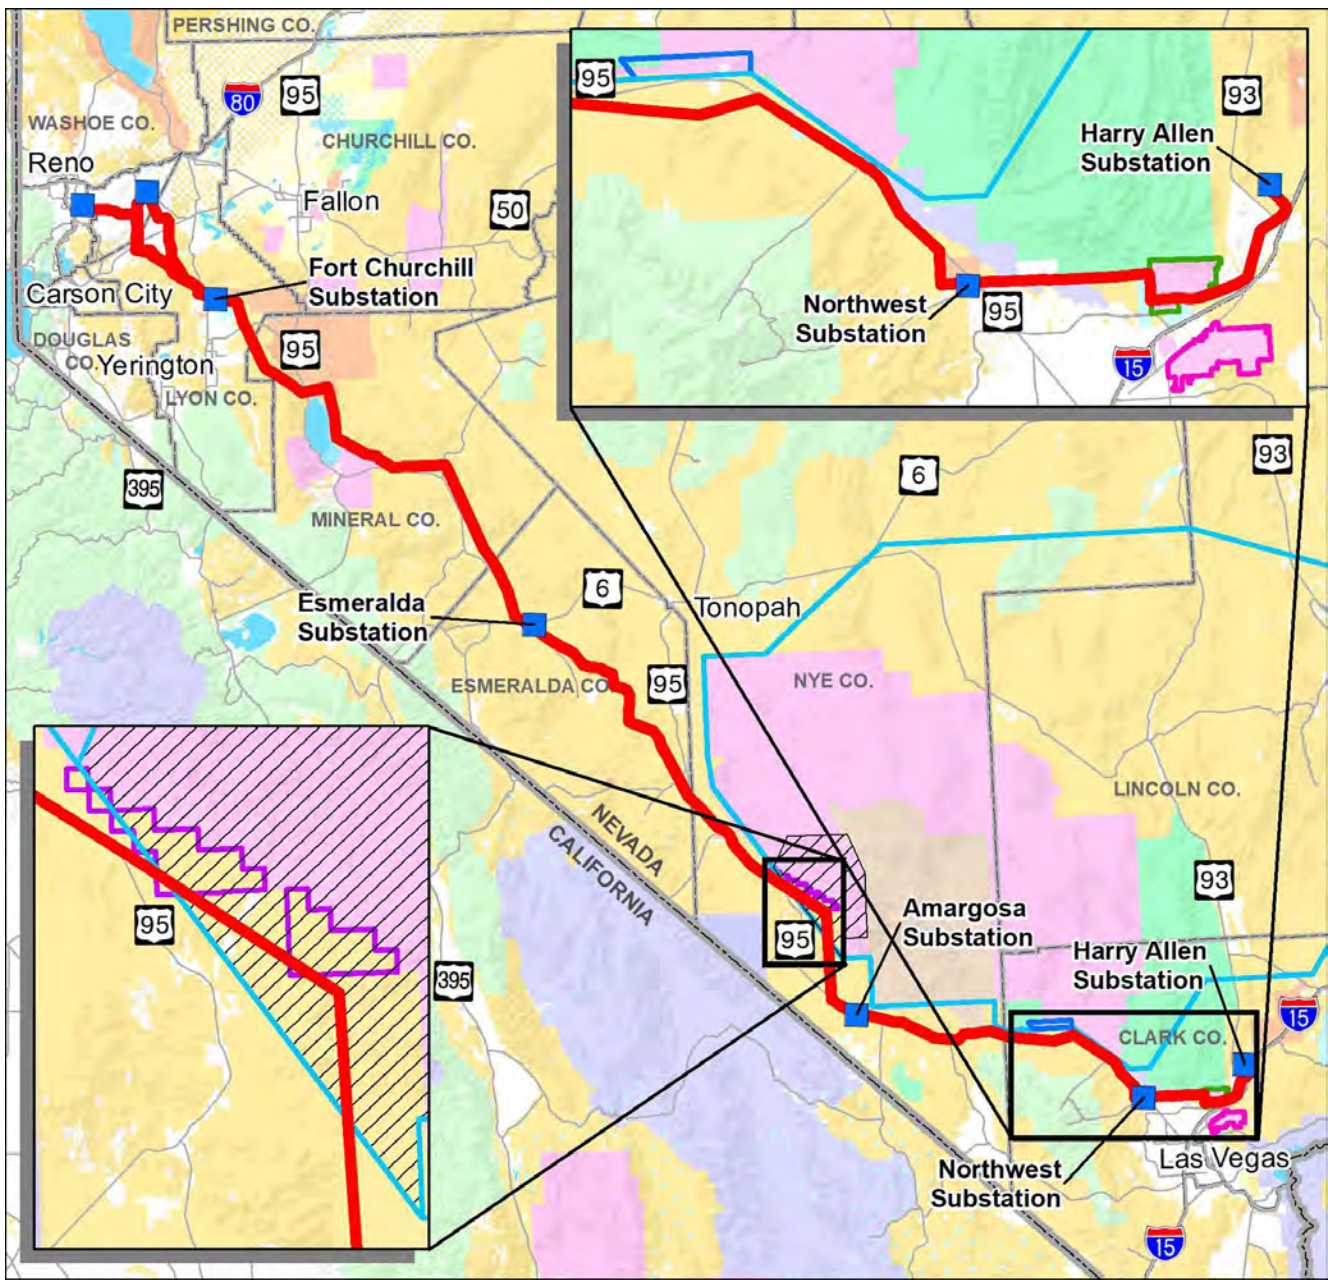 PERSHING CO.
80
95
WASHOE CO.
CHURCHILL CO.
Reno
Fallon
50
Fort Churchill
Substation
Carson City
DOUGLAS
CO.
Yerington
95
LYON CO.
395
MINERAL CO.
95
93
Harry Allen
Substation
Northwest
Substation
95
15
93
6
Esmeralda
Substation
6
Tonopah
ESMERALDA CO.
95
NYE CO.
LINCOLN CO.
NEVADA
CALIFORNIA
95
95
395
93
Amargosa
Substation
Harry Allen
Substation
15
CLARK CO.
Northwest
Substation
Las Vegas
15